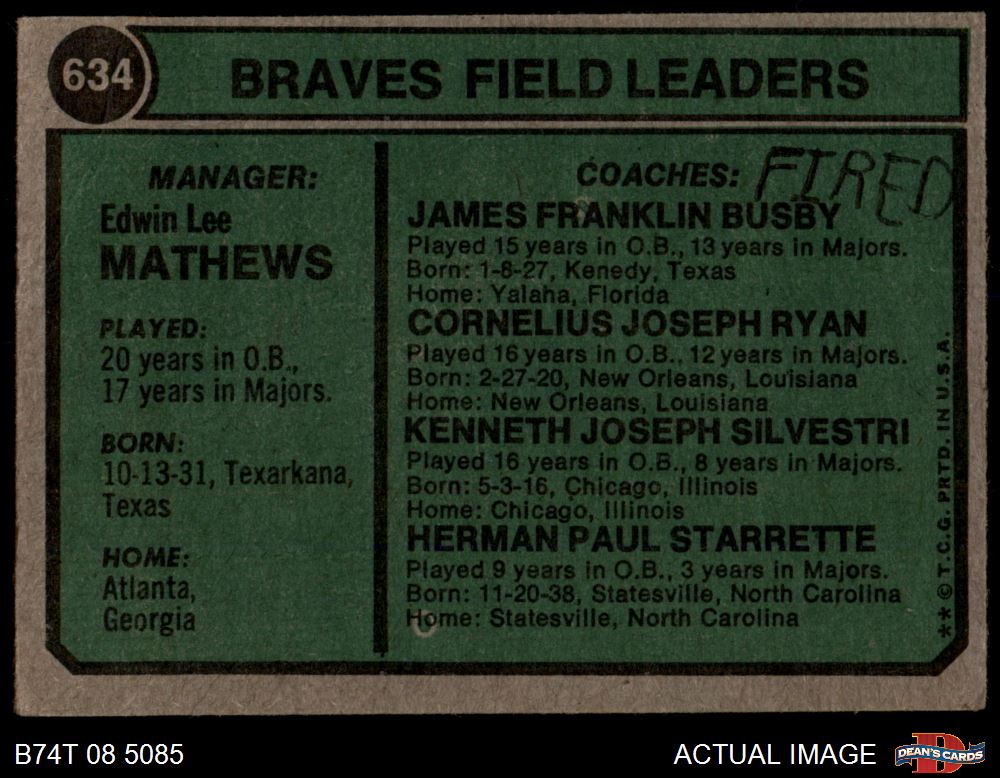 634
BRAVES FIELD LEADERS
MANAGER:
Edwin Lee
MATHEWS
PLAYED:
20 years in O.B.,
17 years in Majors.
BORN:
10-13-31, Texarkana,
Texas
HOME:
Atlanta,
Georgia
COACHES: FIRED
JAMES FRANKLIN BUSBY
Played 15 years in O.B., 13 years in Majors.
Born: 1-8-27, Kenedy, Texas
Home: Yalaha, Florida
CORNELIUS JOSEPH RYAN
Played 16 years in O.B., 12 years in Majors.
Born: 2-27-20, New Orleans, Louisiana
Home: New Orleans, Louisiana
KENNETH JOSEPH SILVESTRI
Played 16 years in O.B., 8 years in Majors.
Born: 5-3-16, Chicago, Illinois
Home: Chicago, Illinois
HERMAN PAUL STARRETTE
Played 9 years in O.B., 3 years in Majors.
Born: 11-20-38, Statesville, North Carolina
Home: Statesville, North Carolina
** © T.C.G. PRTD. IN U.S.A.
B74T 08 5085
ACTUAL IMAGE
D
DEAN'S CARDS